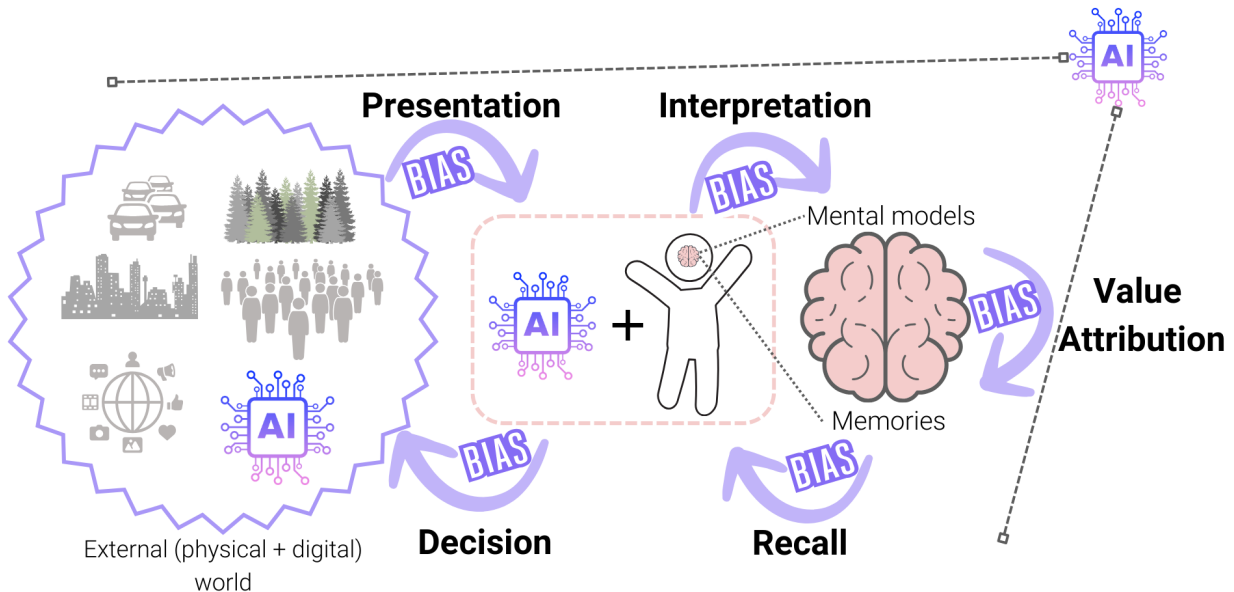 AI
Presentation
Interpretation
BIAS
BIAS
Mental models
AI
+
BIAS
Value
Attribution
AI
Memories
BIAS
BIAS
Decision
Recall
External (physical + digital)
world